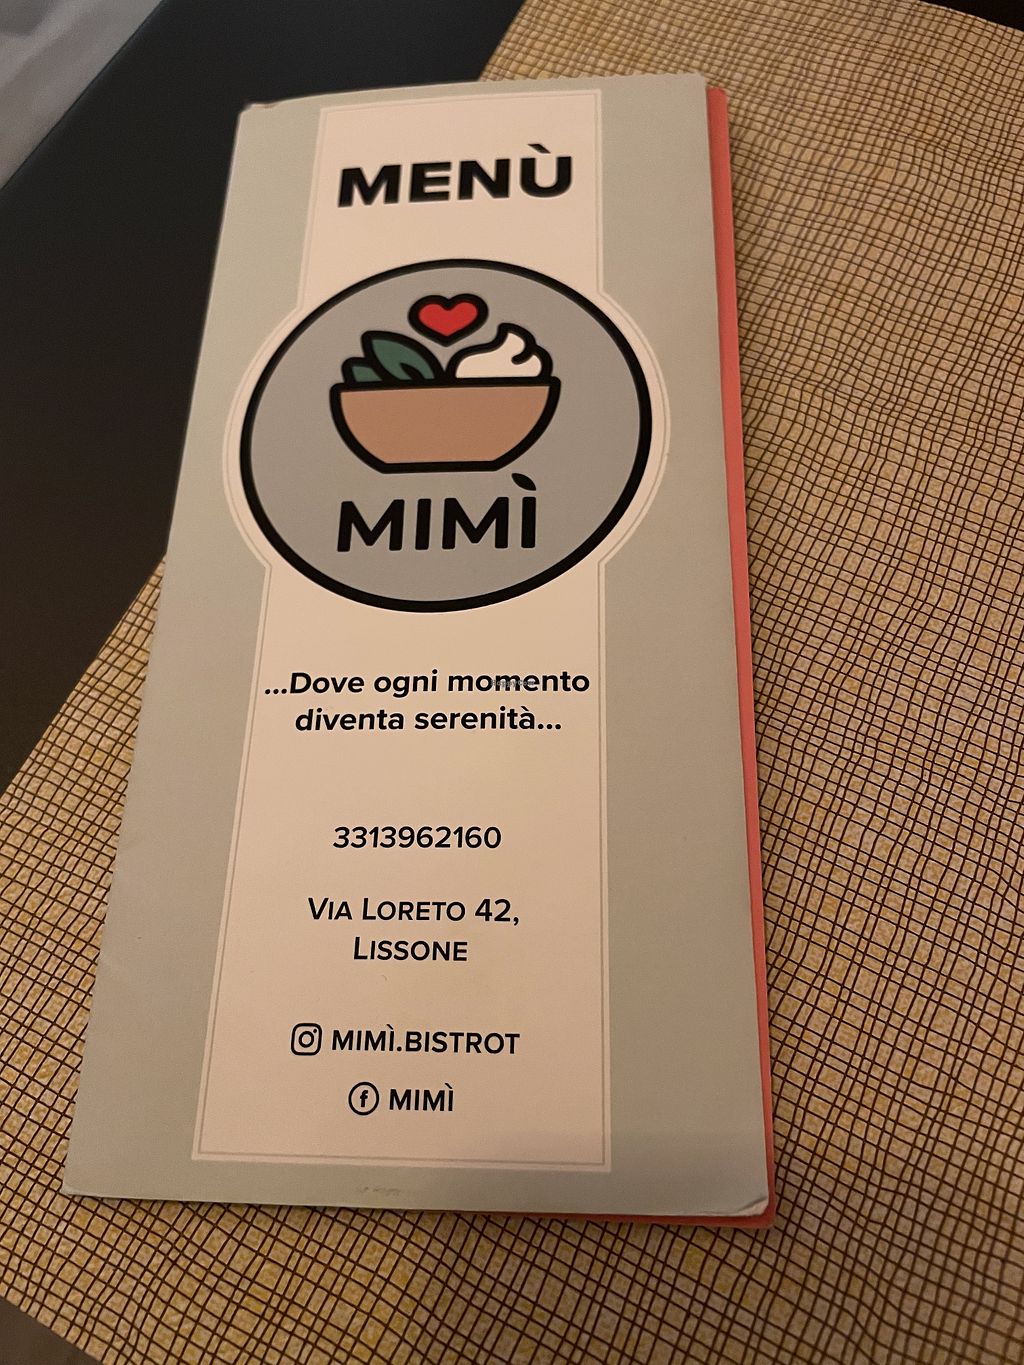 MENÙ
MIMÌ
...Dove ogni momento
diventa serenità...
3313962160
VIA LORETO 42,
LISSONE
MIMÌ.BISTROT
MIMÌ